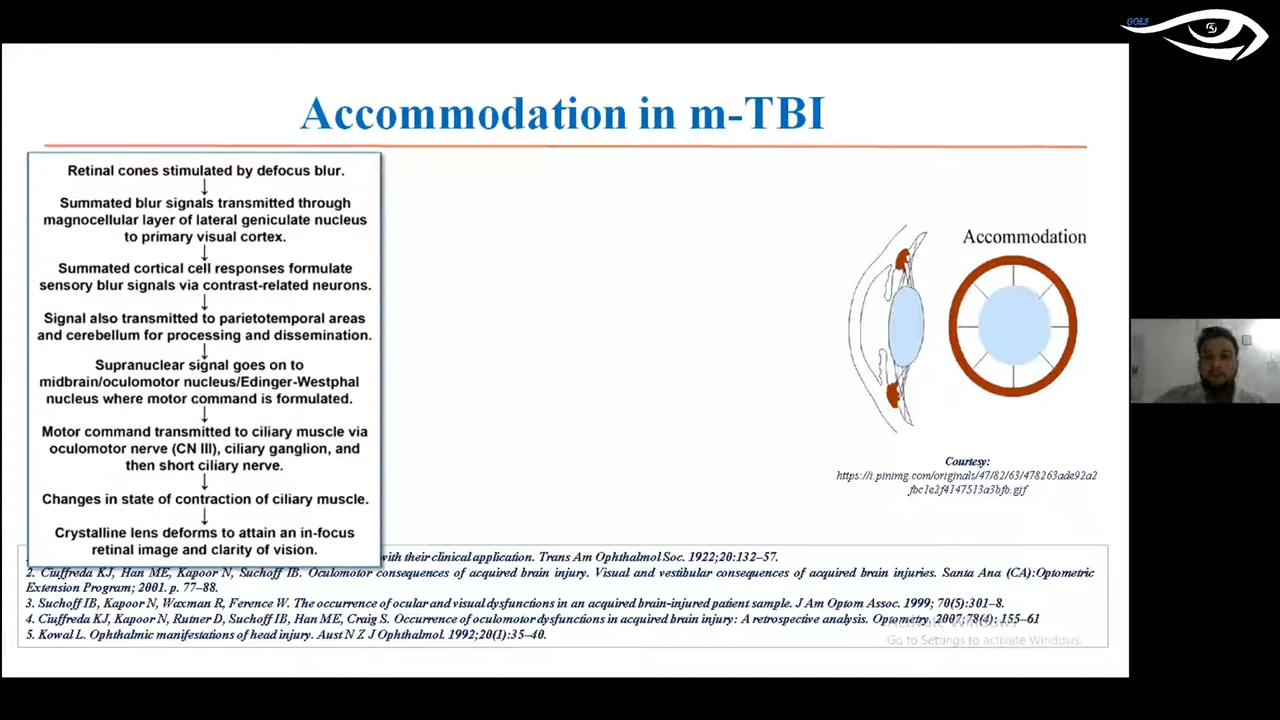 GOLS
Accommodation in m-TBI
Retinal cones stimulated by defocus blur.
Summated blur signals transmitted through
magnocellular layer of lateral geniculate nucleus
to primary visual cortex.
Summated cortical cell responses formulate
sensory blur signals via contrast-related neurons.
Signal also transmitted to parietotemporal areas
and cerebellum for processing and dissemination.
Supranuclear signal goes on to
midbrain/oculomotor nucleus/Edinger-Westphal
nucleus where motor command is formulated.
Motor command transmitted to ciliary muscle via
oculomotor nerve (CN III), ciliary ganglion, and
then short ciliary nerve.
Changes in state of contraction of ciliary muscle.
Crystalline lens deforms to attain an in-focus
retinal image and clarity of vision.
Accommodation
Courtesy:
https://i.pinimg.com/originals/47/82/63/478263ade92a2
fbc1e2f4147513a3bfb.gif
with their clinical application. Trans Am Ophthalmol Soc. 1922;20:132–57.
2. Ciuffreda KJ, Han ME, Kapoor N, Suchoff IB. Oculomotor consequences of acquired brain injury. Visual and vestibular consequences of acquired brain injuries. Santa Ana (CA):Optometric
Extension Program; 2001. p. 77–88.
3. Suchoff IB, Kapoor N, Waxman R, Ference W. The occurrence of ocular and visual dysfunctions in an acquired brain-injured patient sample. J Am Optom Assoc. 1999; 70(5):301–8.
4. Ciuffreda KJ, Kapoor N, Rutner D, Suchoff IB, Han ME, Craig S. Occurrence of oculomotor dysfunctions in acquired brain injury: A retrospective analysis. Optometry. 2007;78(4): 155–61
5. Kowal L. Ophthalmic manifestations of head injury. Aust N Z J Ophthalmol. 1992;20(1):35–40.
Activate Windows
Go to Settings to activate Windows.